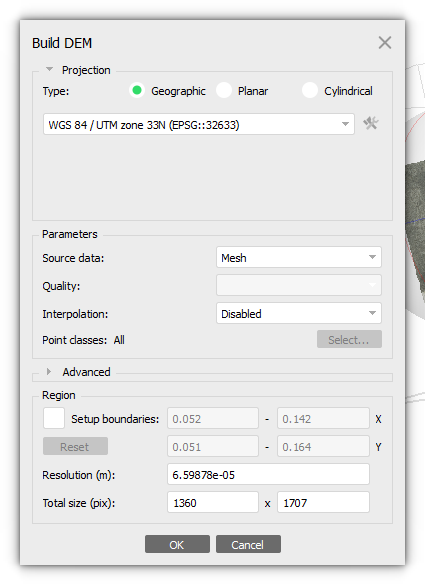 Build DEM
Projection
Type: Geographic Planar Cylindrical
WGS 84 / UTM zone 33N (EPSG::32633)
Parameters
Source data: Mesh
Quality:
Interpolation: Disabled
Point classes: All Select...
Advanced
Region
Setup boundaries: 0.052 - 0.142 X
Reset 0.051 - 0.164 Y
Resolution (m): 6.59878e-05
Total size (pix): 1360 x 1707
OK Cancel